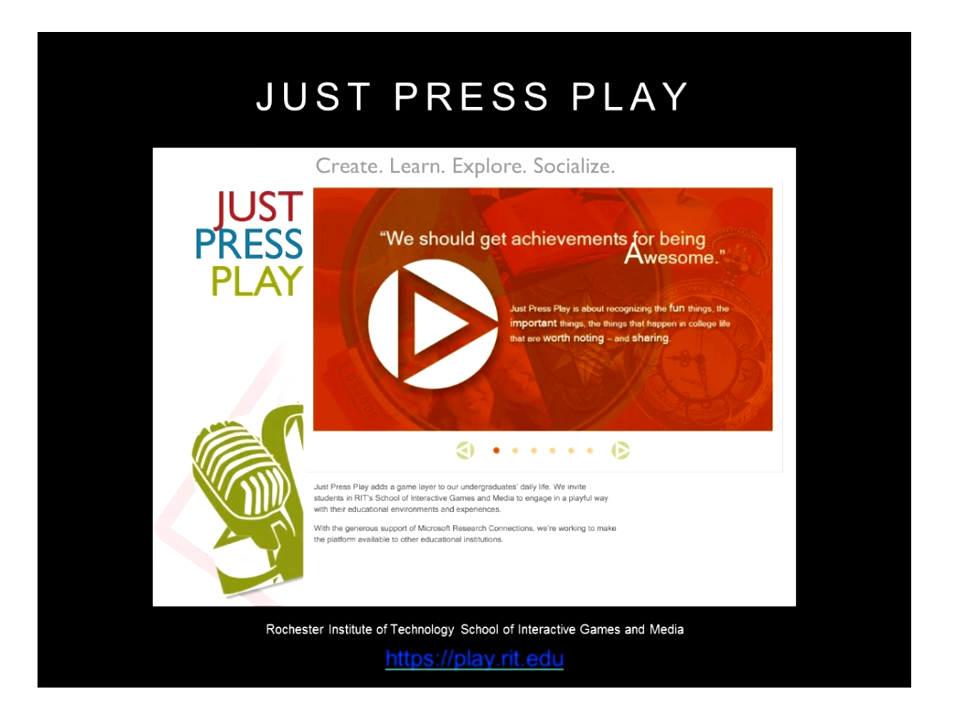 JUST PRESS PLAY
Create. Learn. Explore. Socialize.
JUST
PRESS
PLAY
“We should get achievements for being
Awesome.”
Just Press Play is about recognizing the fun things, the
important things, the things that happen in college life
that are worth noting – and sharing.
Just Press Play adds a game layer to our undergraduates' daily life. We invite
students in RIT's School of Interactive Games and Media to engage in a playful way
with their educational environments and experiences.
With the generous support of Microsoft Research Connections, we're working to make
the platform available to other educational institutions.
Rochester Institute of Technology School of Interactive Games and Media
https://play.rit.edu